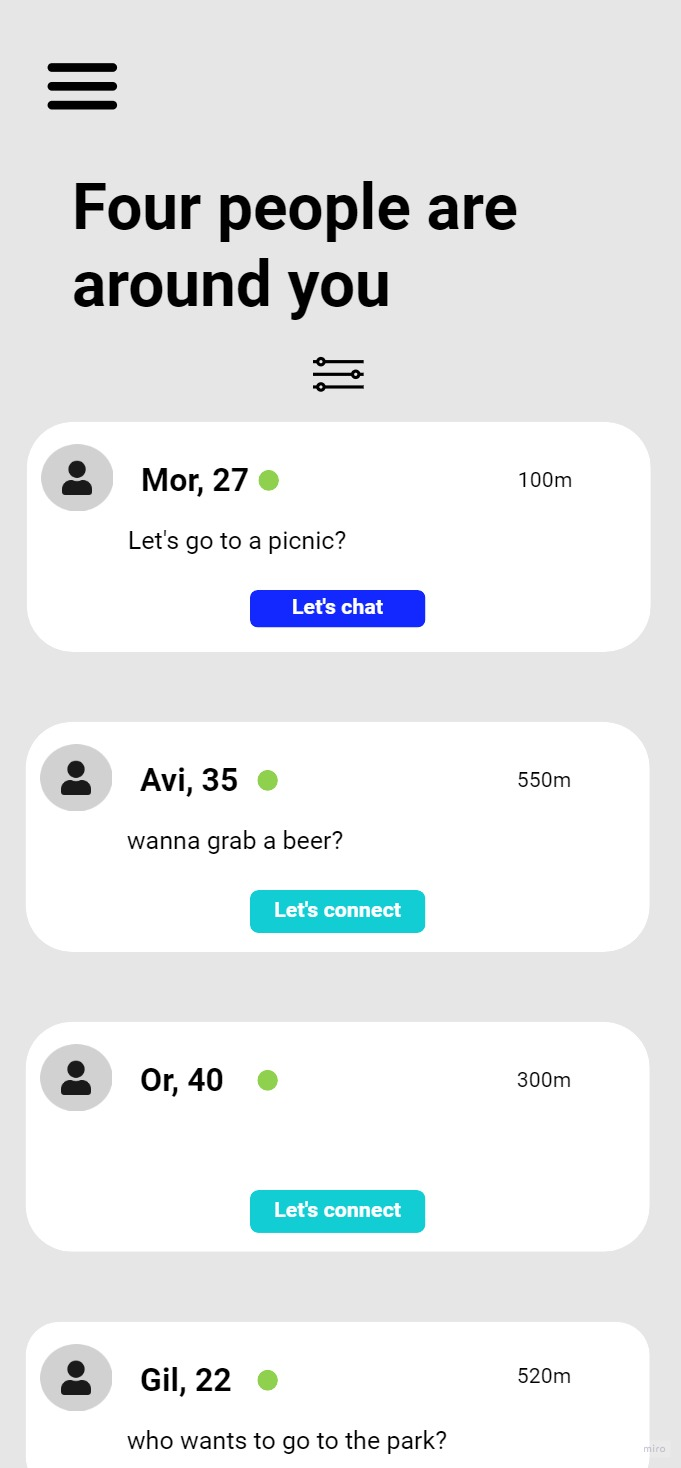 Four people are
around you
Mor, 27
100m
Let's go to a picnic?
Let's chat
Avi, 35
550m
wanna grab a beer?
Let's connect
Or, 40
300m
Let's connect
Gil, 22
520m
who wants to go to the park?
miro